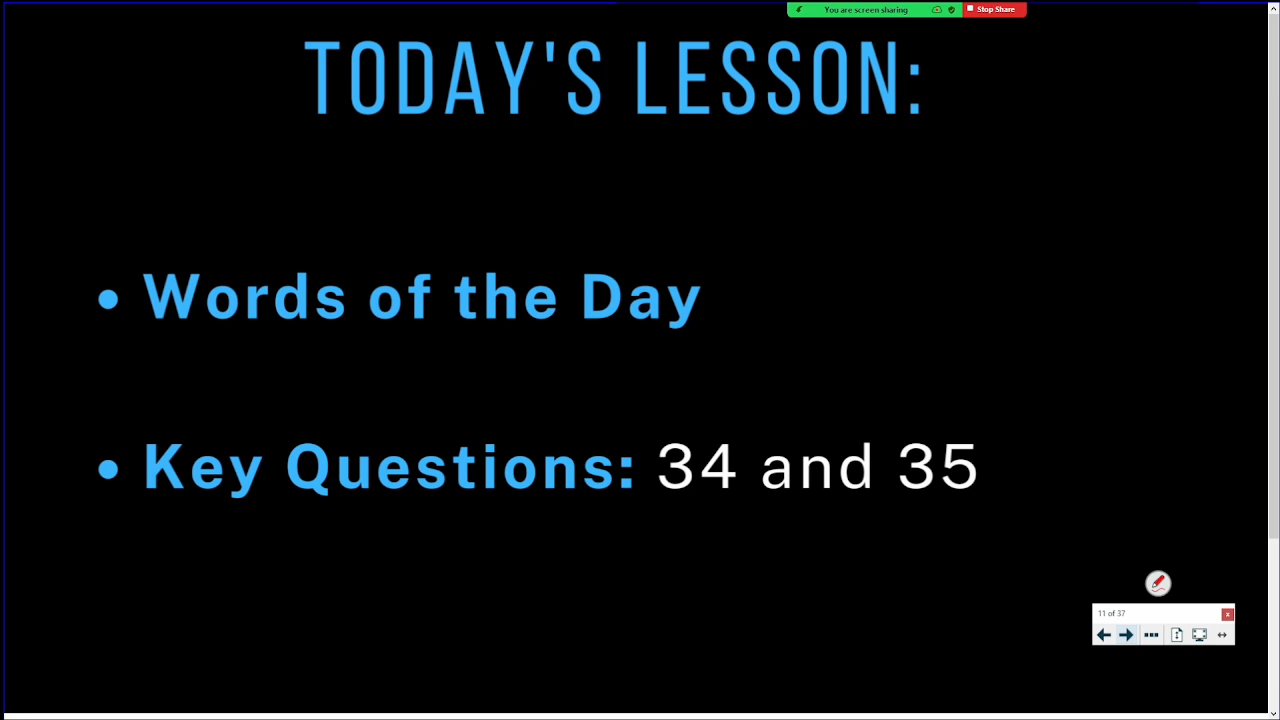 You are screen sharing
Stop Share
TODAY'S LESSON:
• Words of the Day
• Key Questions: 34 and 35
11 of 37
x